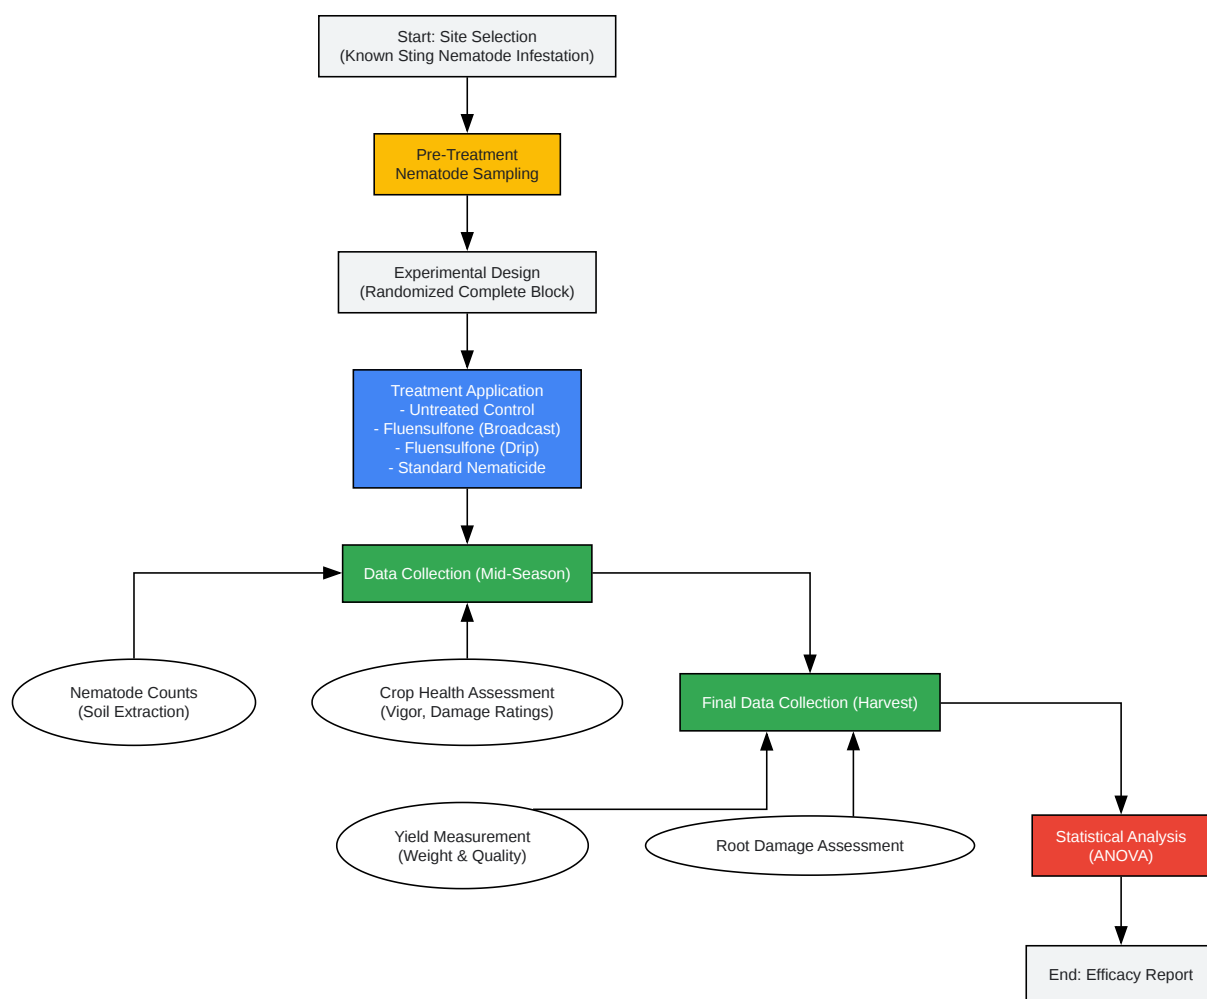 Start: Site Selection
(Known Sting Nematode Infestation)
Pre-Treatment
Nematode Sampling
Experimental Design
(Randomized Complete Block)
Treatment Application
- Untreated Control
- Fluensulfone (Broadcast)
- Fluensulfone (Drip)
- Standard Nematicide
Data Collection (Mid-Season)
Nematode Counts
(Soil Extraction)
Crop Health Assessment
(Vigor, Damage Ratings)
Final Data Collection (Harvest)
Yield Measurement
(Weight & Quality)
Root Damage Assessment
Statistical Analysis
(ANOVA)
End: Efficacy Report